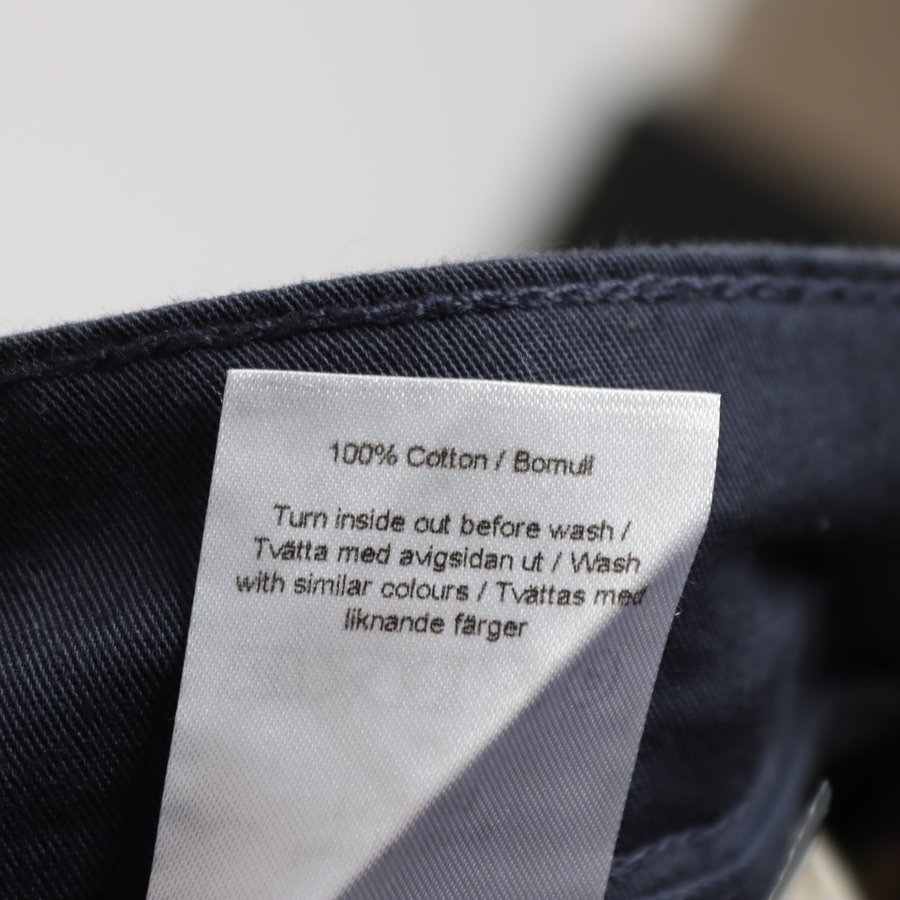 100% Cotton / Bomull
Turn inside out before wash /
Tvätta med avigsidan ut / Wash
with similar colours / Tvättas med
liknande färger